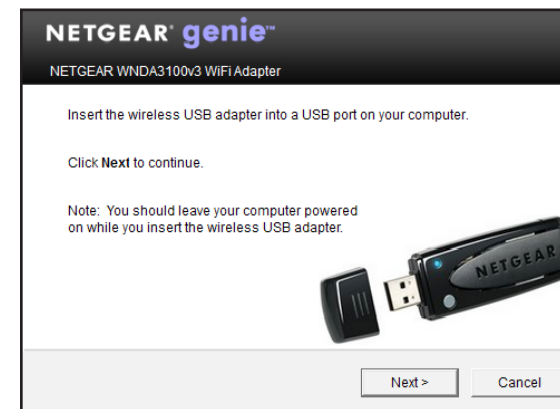 NETGEAR® genie™
NETGEAR WNDA3100v3 WiFi Adapter
Insert the wireless USB adapter into a USB port on your computer.
Click Next to continue.
Note: You should leave your computer powered
on while you insert the wireless USB adapter.
NETGEAR
Next >
Cancel